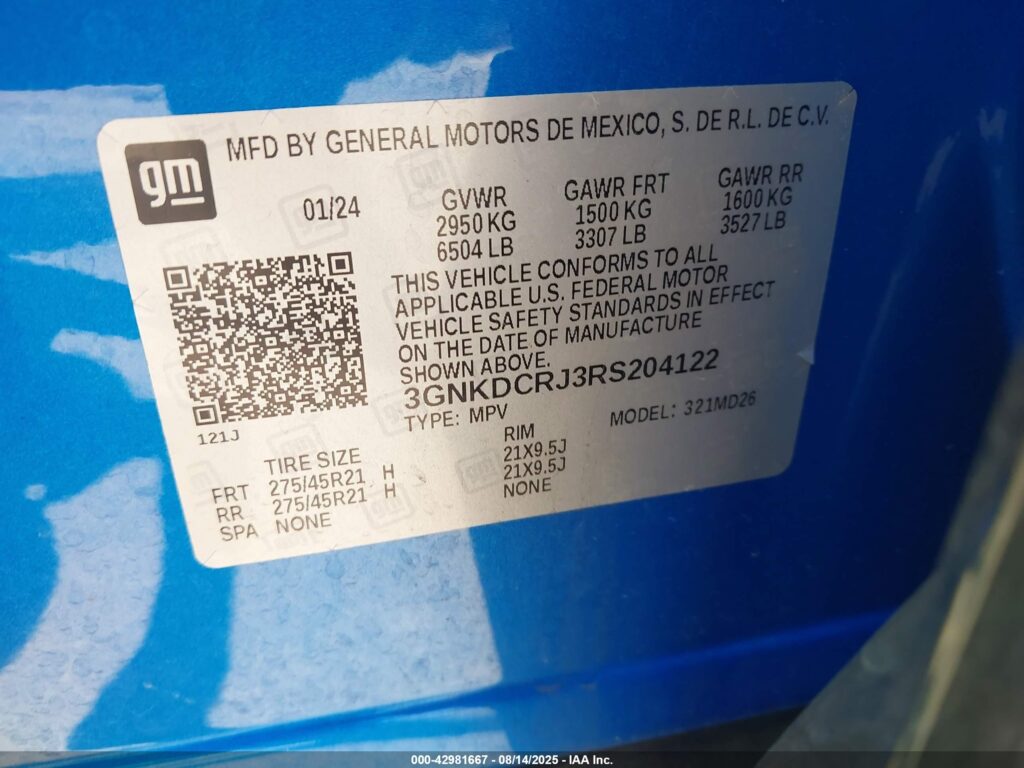 gm
MFD BY GENERAL MOTORS DE MEXICO, S. DE R.L. DE C.V.
01/24
GVWR
2950 KG
6504 LB
GAWR FRT
1500 KG
3307 LB
GAWR RR
1600 KG
3527 LB
THIS VEHICLE CONFORMS TO ALL
APPLICABLE U.S. FEDERAL MOTOR
VEHICLE SAFETY STANDARDS IN EFFECT
ON THE DATE OF MANUFACTURE
SHOWN ABOVE.
3GNKDCRJ3RS204122
TYPE: MPV MODEL: 321MD26
121J
TIRE SIZE RIM
FRT 275/45R21 H 21X9.5J
RR 275/45R21 H 21X9.5J
SPA NONE NONE
000-42981667 - 08/14/2025 - IAA Inc.